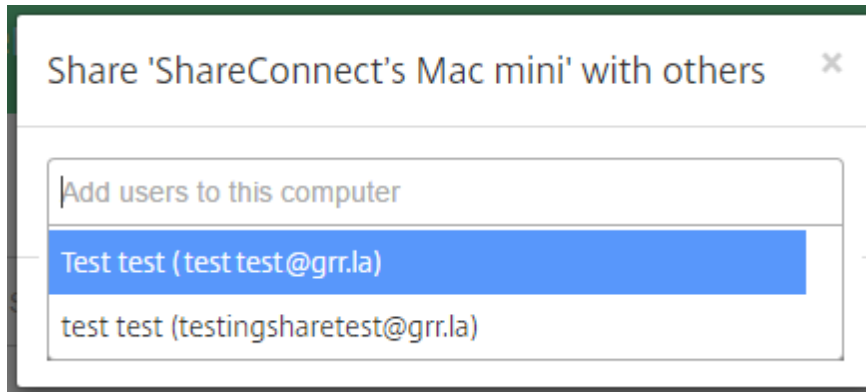 Share 'ShareConnect's Mac mini' with others
×
Add users to this computer
Test test (test test@grr.la)
test test (testingsharetest@grr.la)